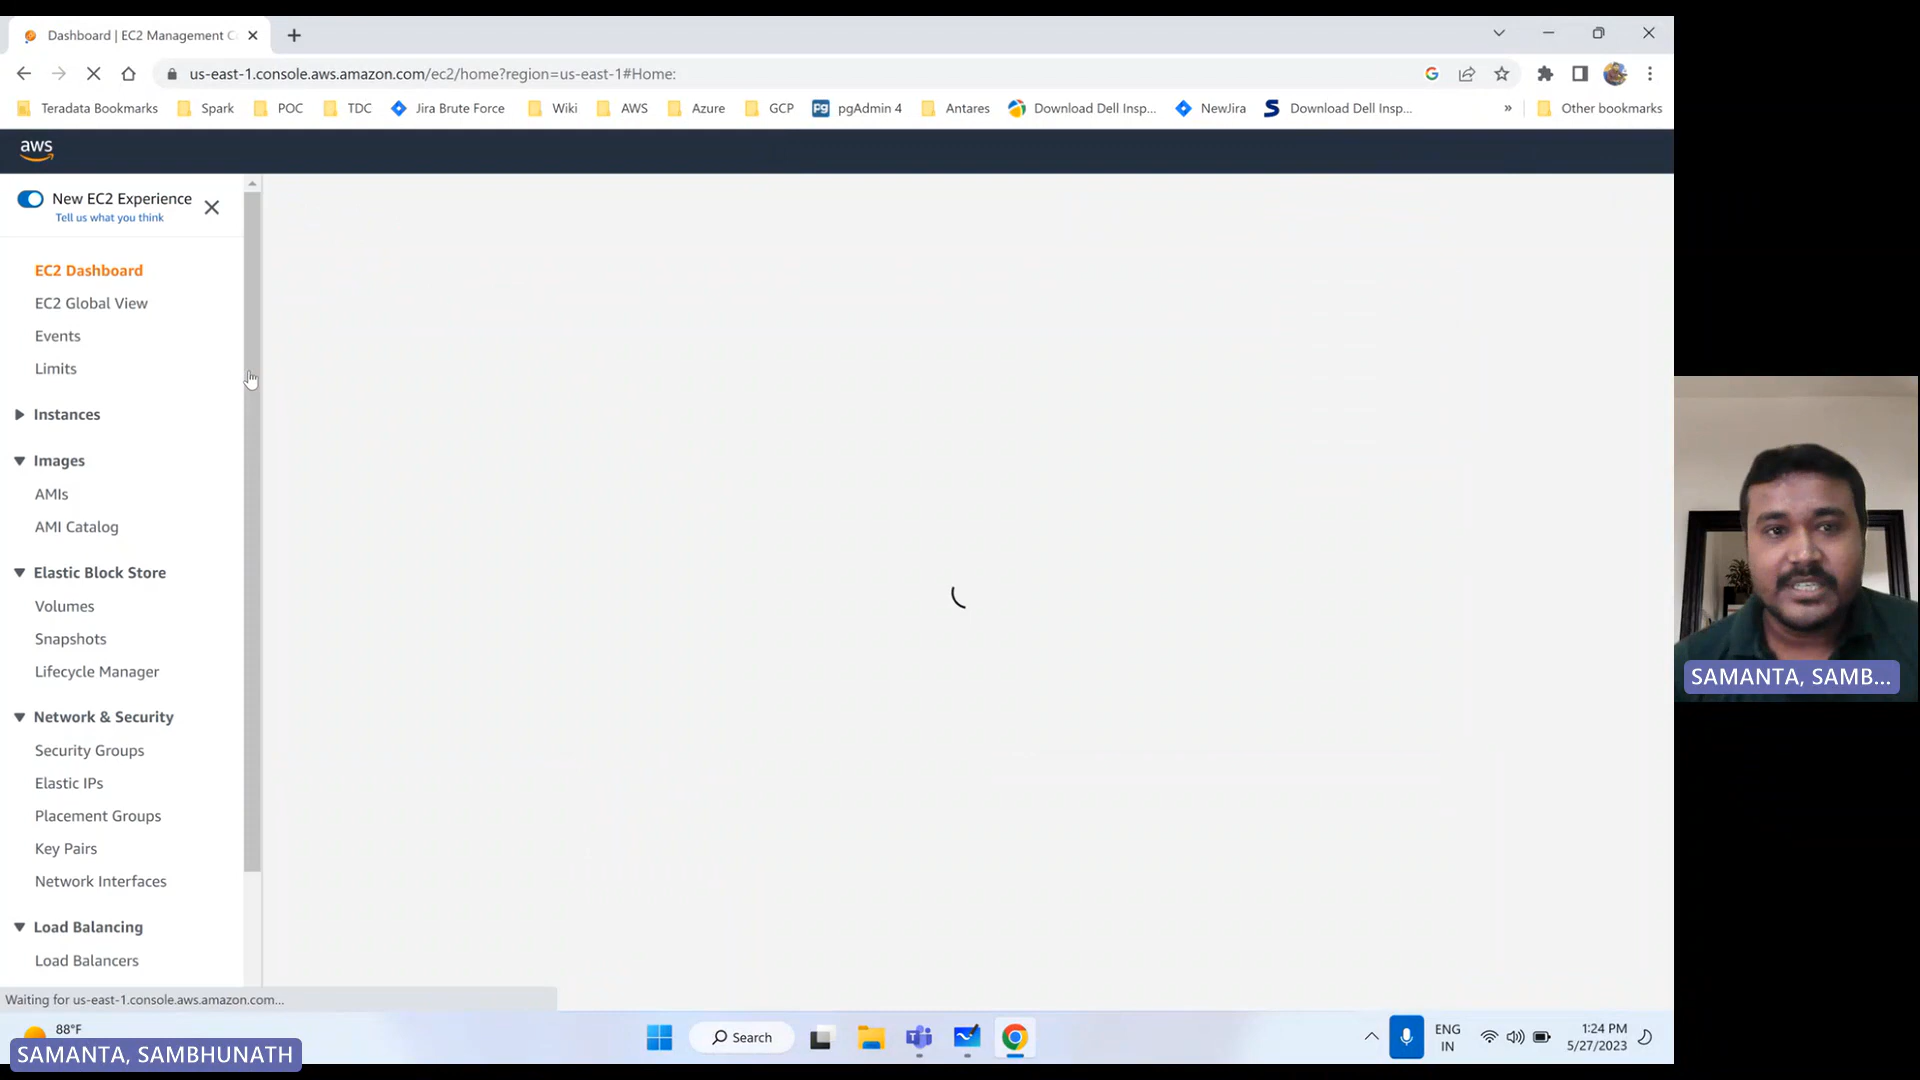 Dashboard | EC2 Management C
us-east-1.console.aws.amazon.com/ec2/home?region=us-east-1#Home:
Teradata Bookmarks Spark POC TDC Jira Brute Force Wiki AWS Azure GCP pgAdmin 4 Antares Download Dell Insp... NewJira Download Dell Insp... » Other bookmarks
aws
New EC2 Experience
Tell us what you think
EC2 Dashboard
EC2 Global View
Events
Limits
Instances
Images
AMIs
AMI Catalog
Elastic Block Store
Volumes
Snapshots
Lifecycle Manager
Network & Security
Security Groups
Elastic IPs
Placement Groups
Key Pairs
Network Interfaces
Load Balancing
Load Balancers
Waiting for us-east-1.console.aws.amazon.com...
SAMANTA, SAMB...
88°F
SAMANTA, SAMBHUNATH
Search
ENG
IN
1:24 PM
5/27/2023